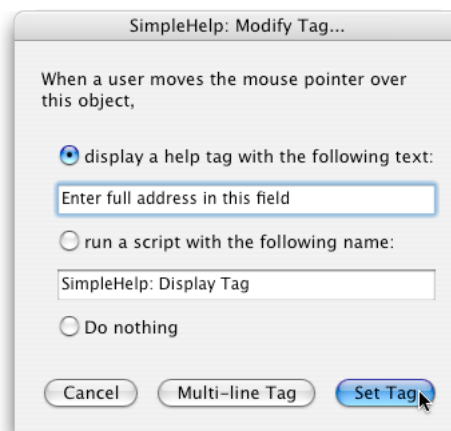 SimpleHelp: Modify Tag...
When a user moves the mouse pointer over
this object,
display a help tag with the following text:
Enter full address in this field
run a script with the following name:
SimpleHelp: Display Tag
Do nothing
Cancel Multi-line Tag Set Tag